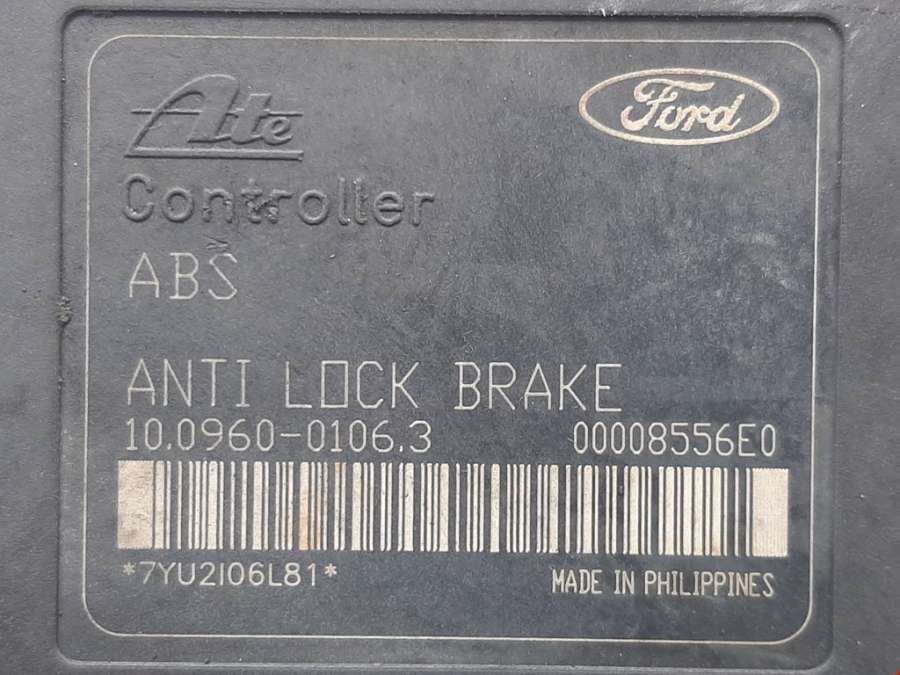 Ate
Ford
Controller
ABS
ANTI LOCK BRAKE
10.0960-0106.3 00008556E0
*7YU2I06L81*
MADE IN PHILIPPINES